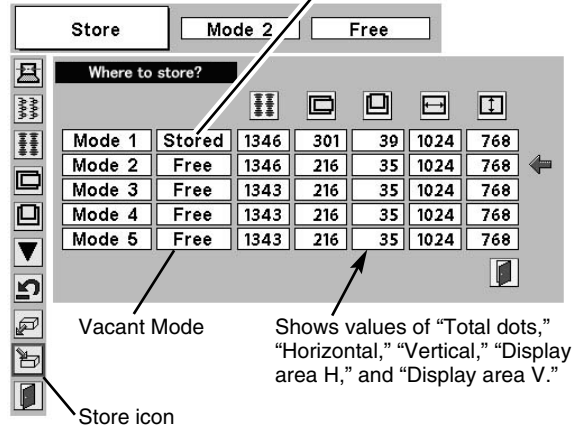 Store Mode 2 Free
Where to store?
Mode 1 Stored 1346 301 39 1024 768
Mode 2 Free 1346 216 35 1024 768
Mode 3 Free 1343 216 35 1024 768
Mode 4 Free 1343 216 35 1024 768
Mode 5 Free 1343 216 35 1024 768
Vacant Mode
Shows values of “Total dots,”
“Horizontal,” “Vertical,” “Display
area H,” and “Display area V.”
Store icon